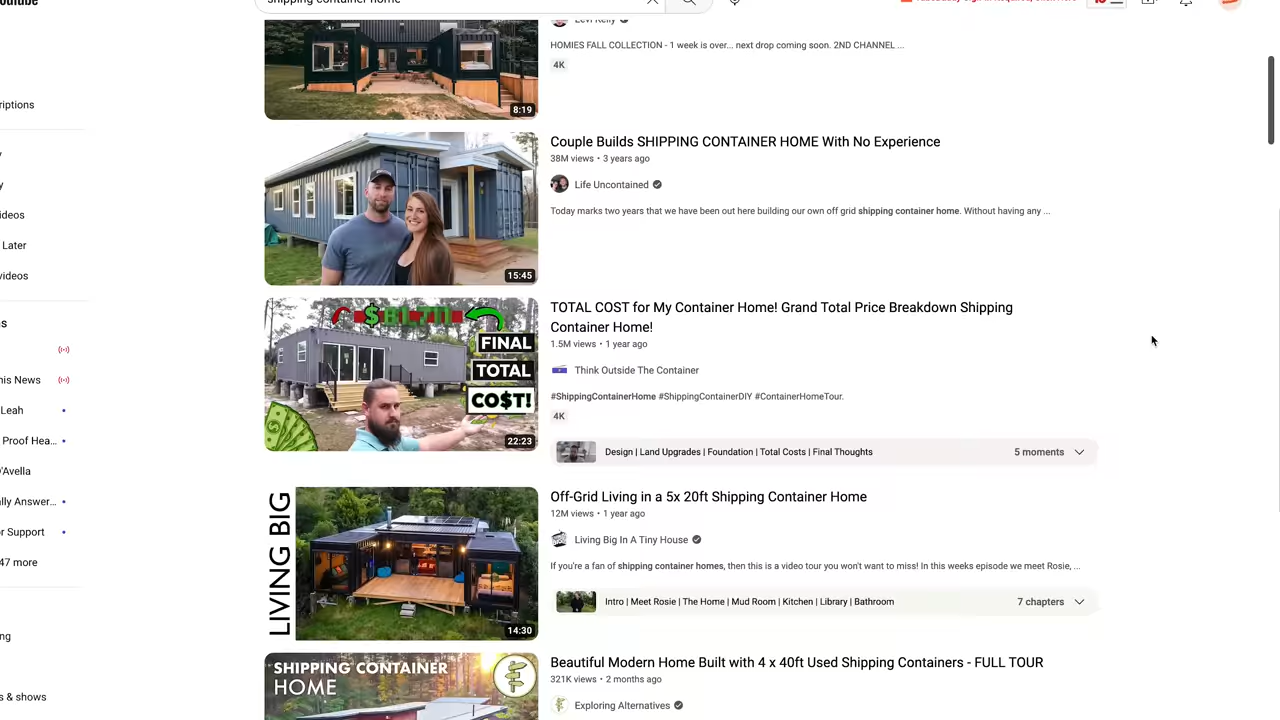 shipping container home
Levi Kelly
HOMIES FALL COLLECTION - 1 week is over... next drop coming soon. 2ND CHANNEL ...
4K
8:19
riptions
Couple Builds SHIPPING CONTAINER HOME With No Experience
38M views • 3 years ago
Life Uncontained
Today marks two years that we have been out here building our own off grid shipping container home. Without having any ...
15:45
ideos
Later
videos
TOTAL COST for My Container Home! Grand Total Price Breakdown Shipping
Container Home!
1.5M views • 1 year ago
Think Outside The Container
#ShippingContainerHome #ShippingContainerDIY #ContainerHomeTour.
4K
Design | Land Upgrades | Foundation | Total Costs | Final Thoughts
5 moments
FINAL
TOTAL
CO$T!
22:23
his News
Leah
Proof Hea...
'Avella
ally Answer...
r Support
47 more
Off-Grid Living in a 5x 20ft Shipping Container Home
12M views • 1 year ago
Living Big In A Tiny House
If you're a fan of shipping container homes, then this is a video tour you won't want to miss! In this weeks episode we meet Rosie, ...
Intro | Meet Rosie | The Home | Mud Room | Kitchen | Library | Bathroom
7 chapters
LIVING BIG
14:30
ng
s & shows
Beautiful Modern Home Built with 4 x 40ft Used Shipping Containers - FULL TOUR
321K views • 2 months ago
Exploring Alternatives
SHIPPING CONTAINER
HOME